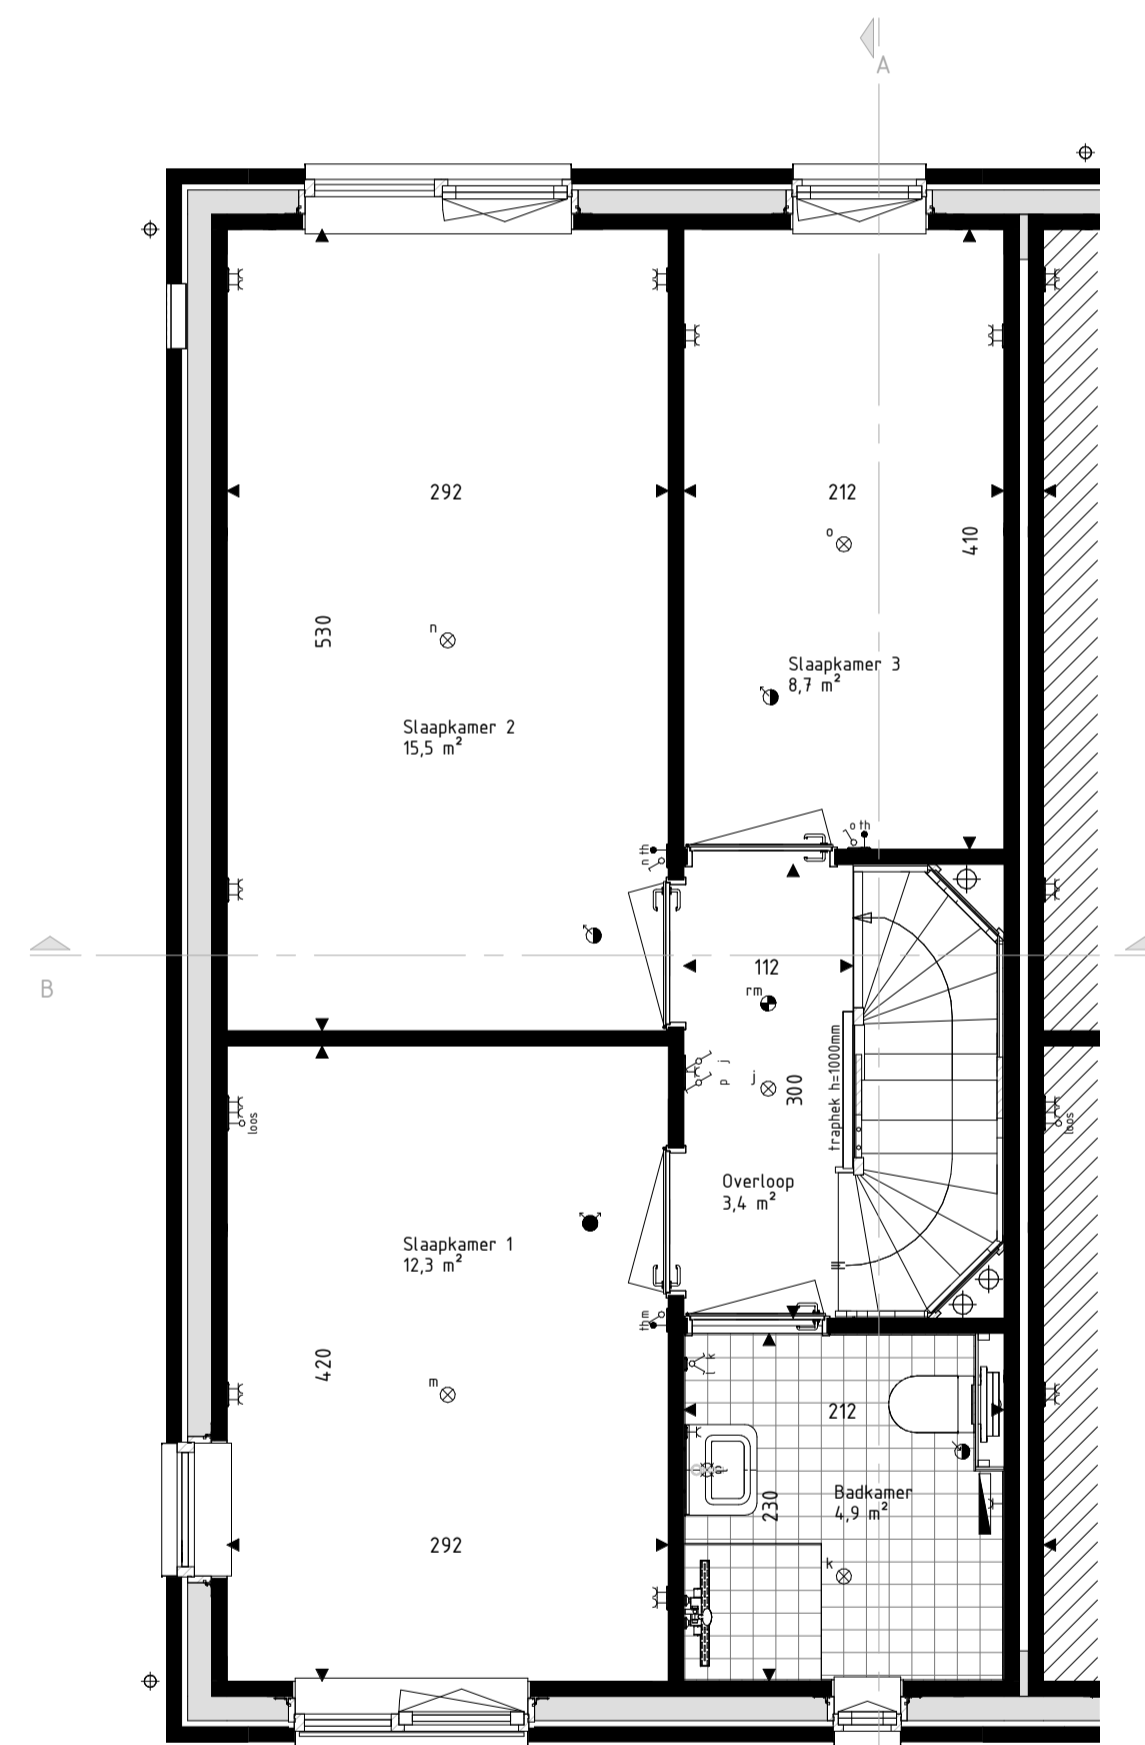 A
292
212
o
410
n
530
Slaapkamer 3
8,7 m²
Slaapkamer 2
15,5 m²
o th
n th
B
112
rm
traphek h=1000mm
p j
j
300
loos
loos
Overloop
3,4 m²
Slaapkamer 1
12,3 m²
th m
420
k
m
212
230
Badkamer
4,9 m²
292
k